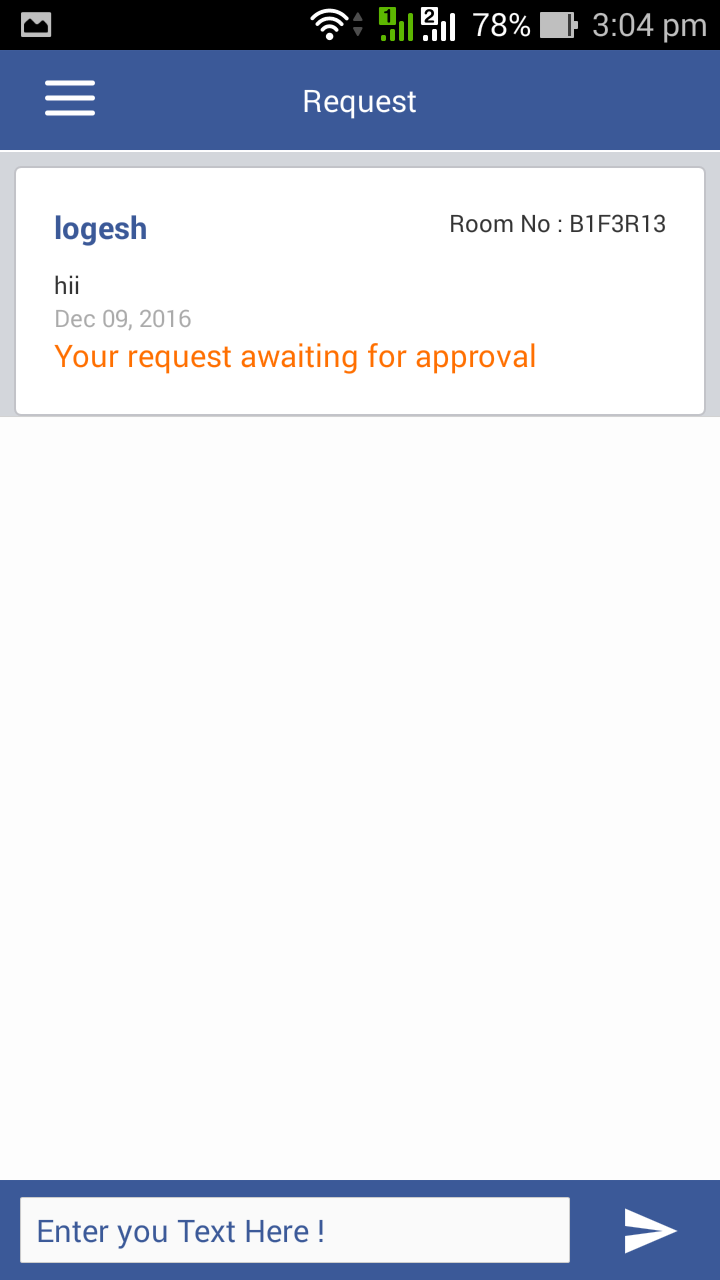 1 2 78% 3:04 pm
Request
logesh Room No : B1F3R13
hii
Dec 09, 2016
Your request awaiting for approval
Enter you Text Here !